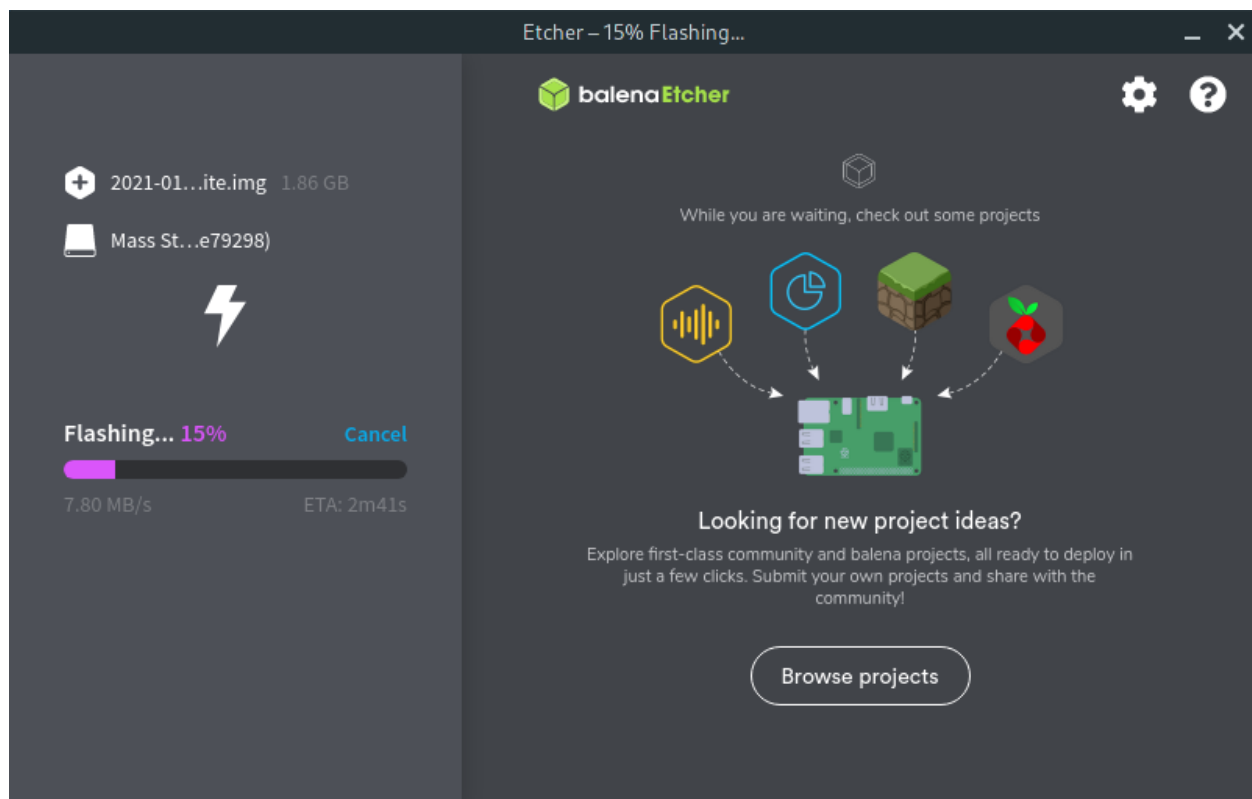 Etcher – 15% Flashing...
balenaEtcher
2021-01...ite.img 1.86 GB
Mass St...e79298)
Flashing... 15% Cancel
7.80 MB/s ETA: 2m41s
While you are waiting, check out some projects
Looking for new project ideas?
Explore first-class community and balena projects, all ready to deploy in
just a few clicks. Submit your own projects and share with the
community!
Browse projects